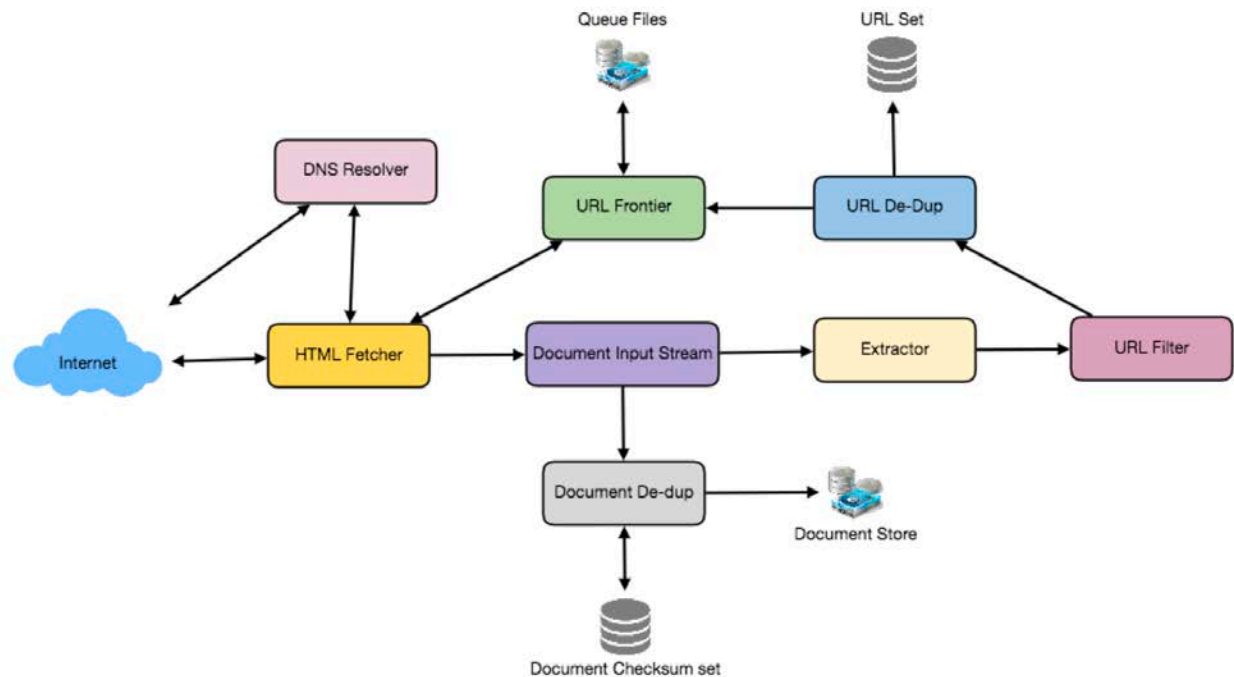 Queue Files
URL Set
DNS Resolver
URL Frontier
URL De-Dup
Internet
HTML Fetcher
Document Input Stream
Extractor
URL Filter
Document De-dup
Document Store
Document Checksum set